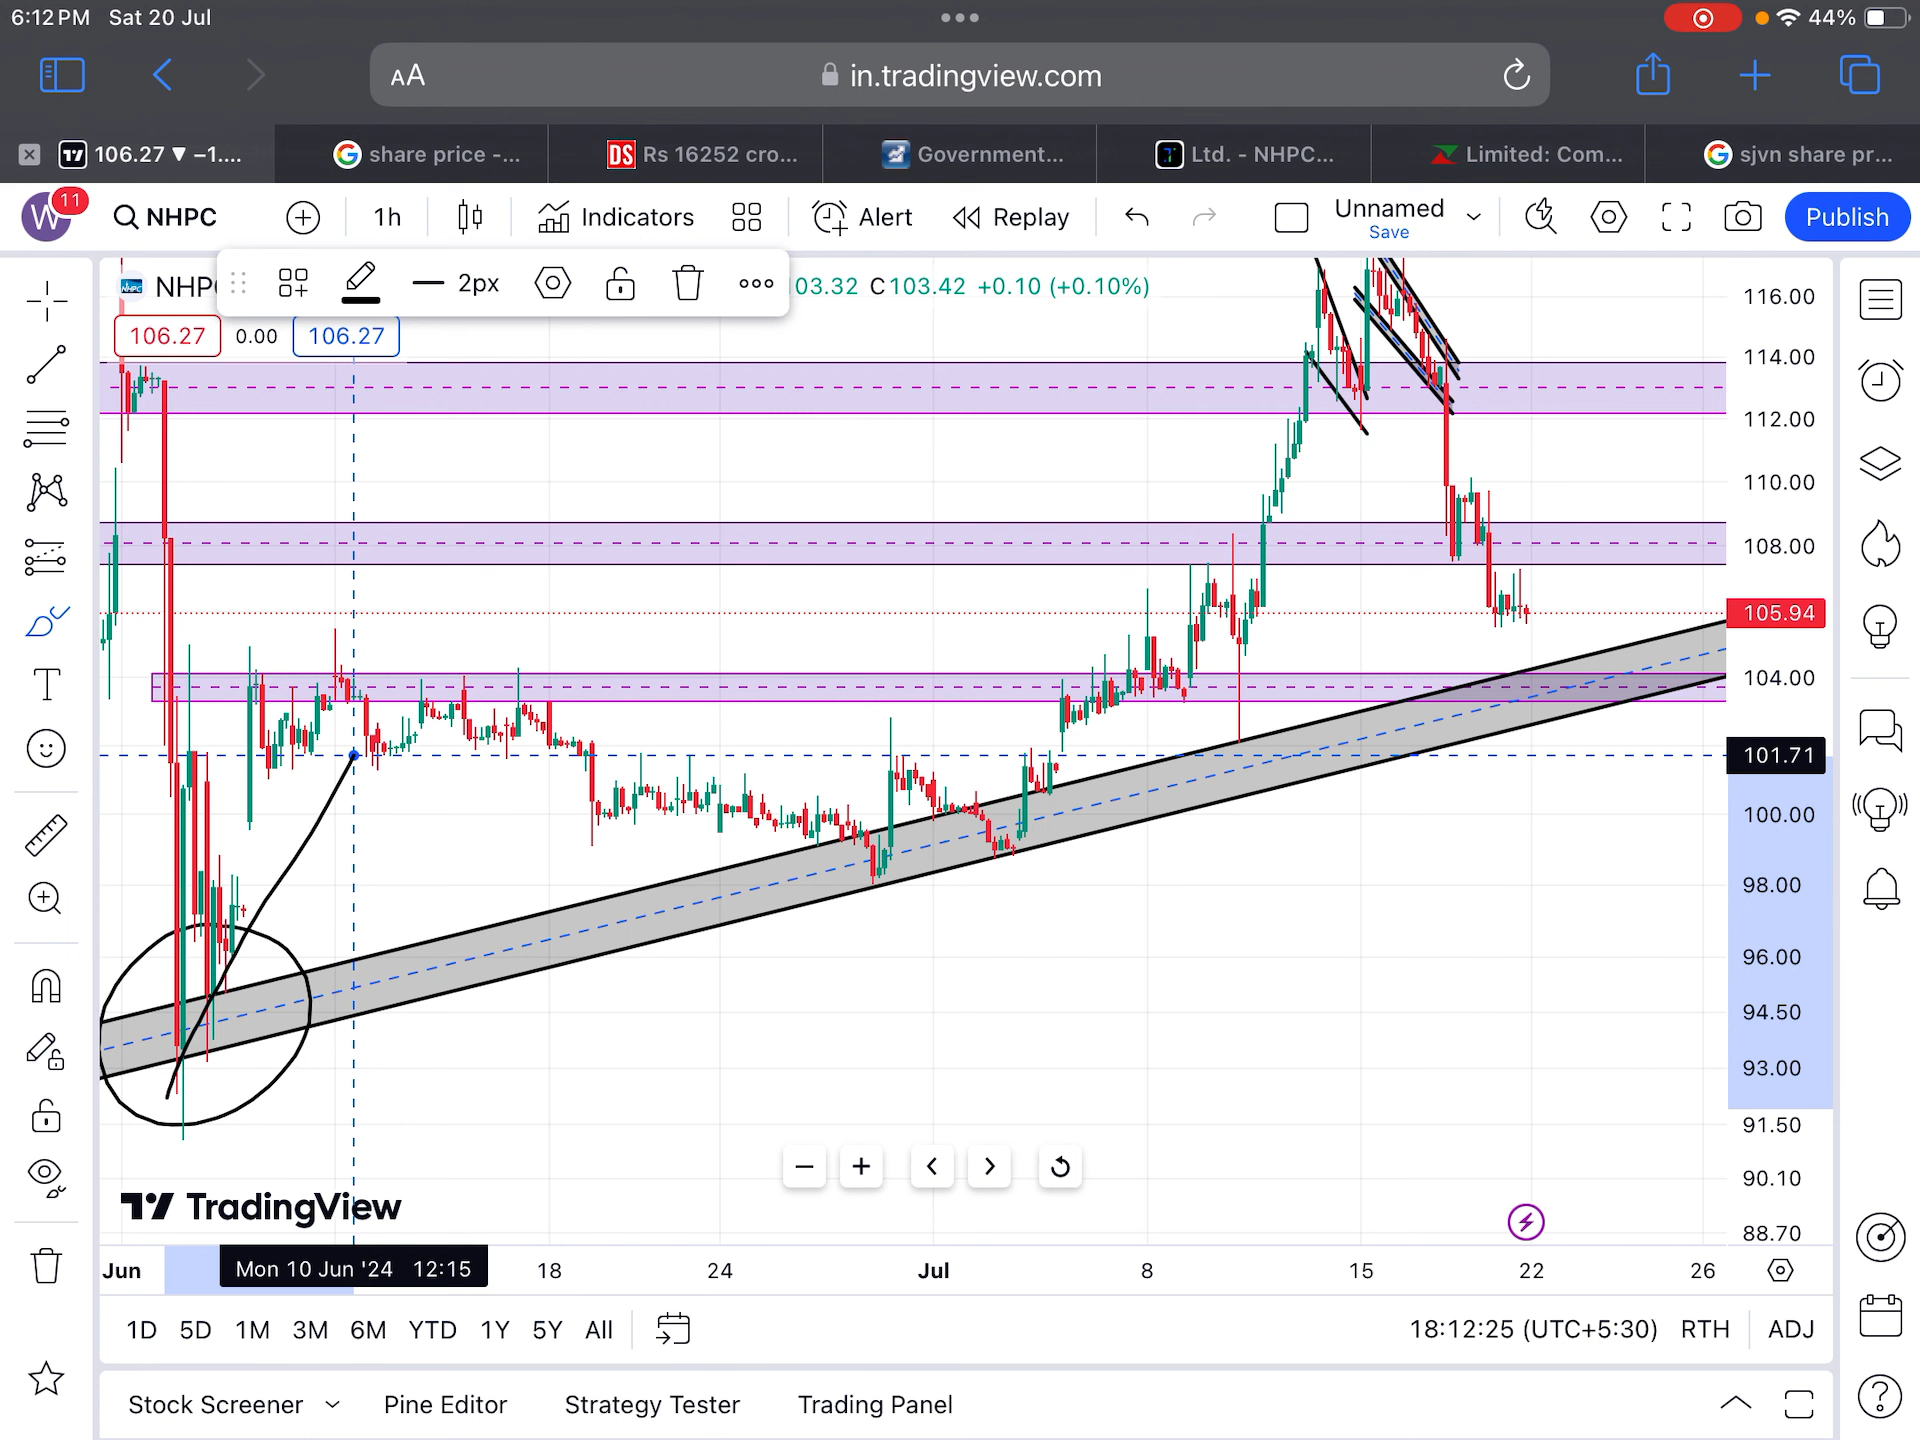 6:12 PM Sat 20 Jul
44%
AA in.tradingview.com
106.27 ▼ −1....
share price -...
DS Rs 16252 cro...
Government...
Ltd. - NHPC...
Limited: Com...
sjvn share pr...
W 11 NHPC 1h Indicators Alert Replay Unnamed Publish
Save
NHPC 03.32 C103.42 +0.10 (+0.10%)
2px
106.27 0.00 106.27
116.00
114.00
112.00
110.00
108.00
105.94
104.00
101.71
100.00
98.00
96.00
94.50
93.00
91.50
90.10
88.70
TradingView
Jun Mon 10 Jun '24 12:15 18 24 Jul 8 15 22 26
1D 5D 1M 3M 6M YTD 1Y 5Y All 18:12:25 (UTC+5:30) RTH ADJ
Stock Screener Pine Editor Strategy Tester Trading Panel